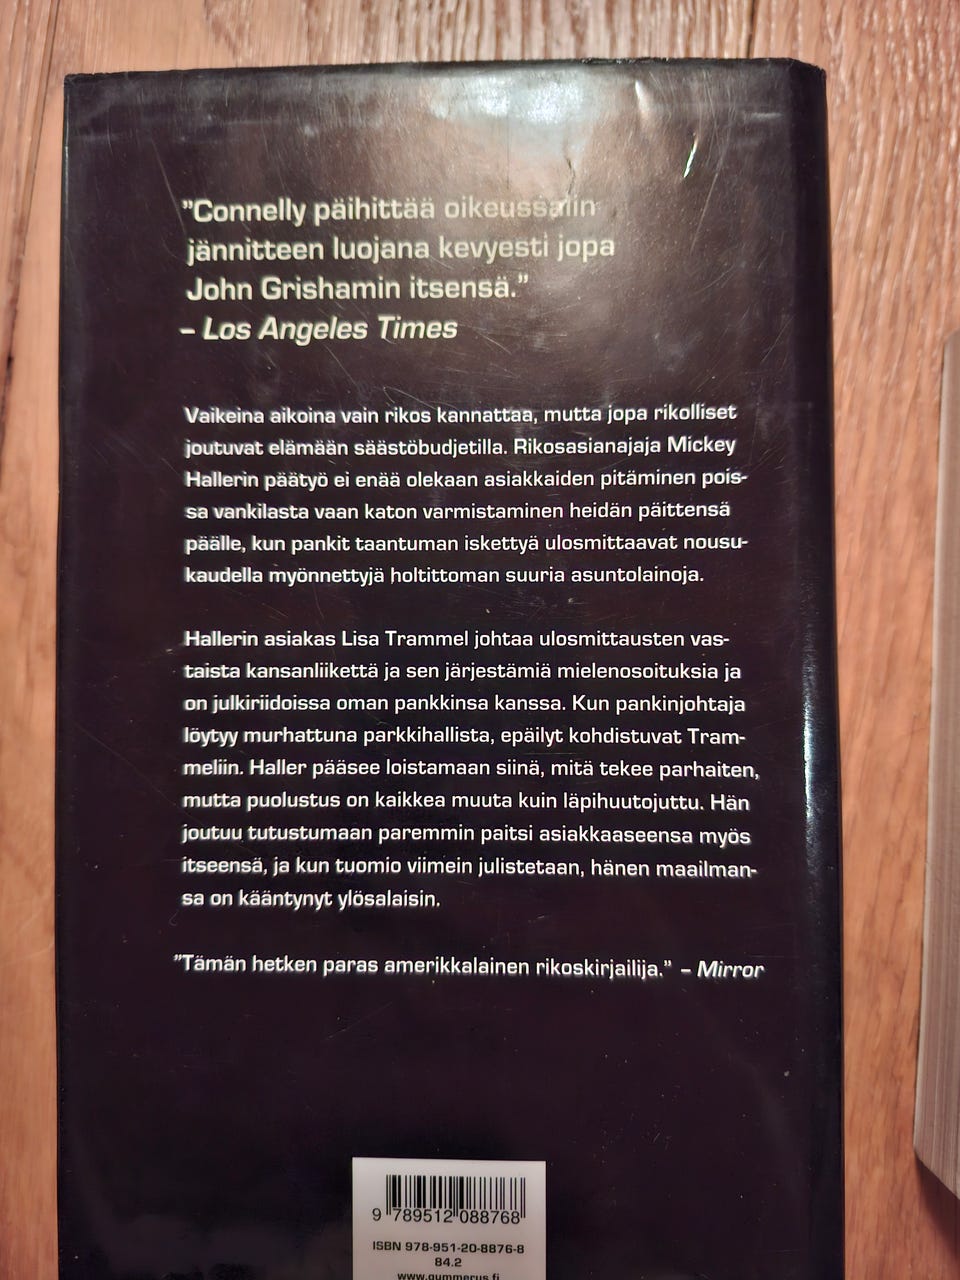 ”Connelly päihittää oikeussalin
jännitteen luojana kevyesti jopa
John Grishamin itsensä.”
– Los Angeles Times
Vaikeina aikoina vain rikos kannattaa, mutta jopa rikolliset
joutuvat elämään säästöbudjetilla. Rikosasianajaja Mickey
Hallerin päätyö ei enää olekaan asiakkaiden pitäminen pois-
sa vankilasta vaan katon varmistaminen heidän päittensä
päälle, kun pankit taantuman iskettyä ulosmittaavat nousu-
kaudella myönnettyjä holtittoman suuria asuntolainoja.
Hallerin asiakas Lisa Trammel johtaa ulosmittausten vas-
taista kansanliikettä ja sen järjestämiä mielenosoituksia ja
on julkiriidoissa oman pankkinsa kanssa. Kun pankinjohtaja
löytyy murhattuna parkkihallista, epäilyt kohdistuvat Tram-
meliin. Haller pääsee loistamaan siinä, mitä tekee parhaiten,
mutta puolustus on kaikkea muuta kuin läpihuutojuttu. Hän
joutuu tutustumaan paremmin paitsi asiakkaaseensa myös
itseensä, ja kun tuomio viimein julistetaan, hänen maailman-
sa on kääntynyt ylösalaisin.
”Tämän hetken paras amerikkalainen rikoskirjailija.” – Mirror
9 789512 088768
ISBN 978-951-20-8876-8
84.2
www.gummerus.fi